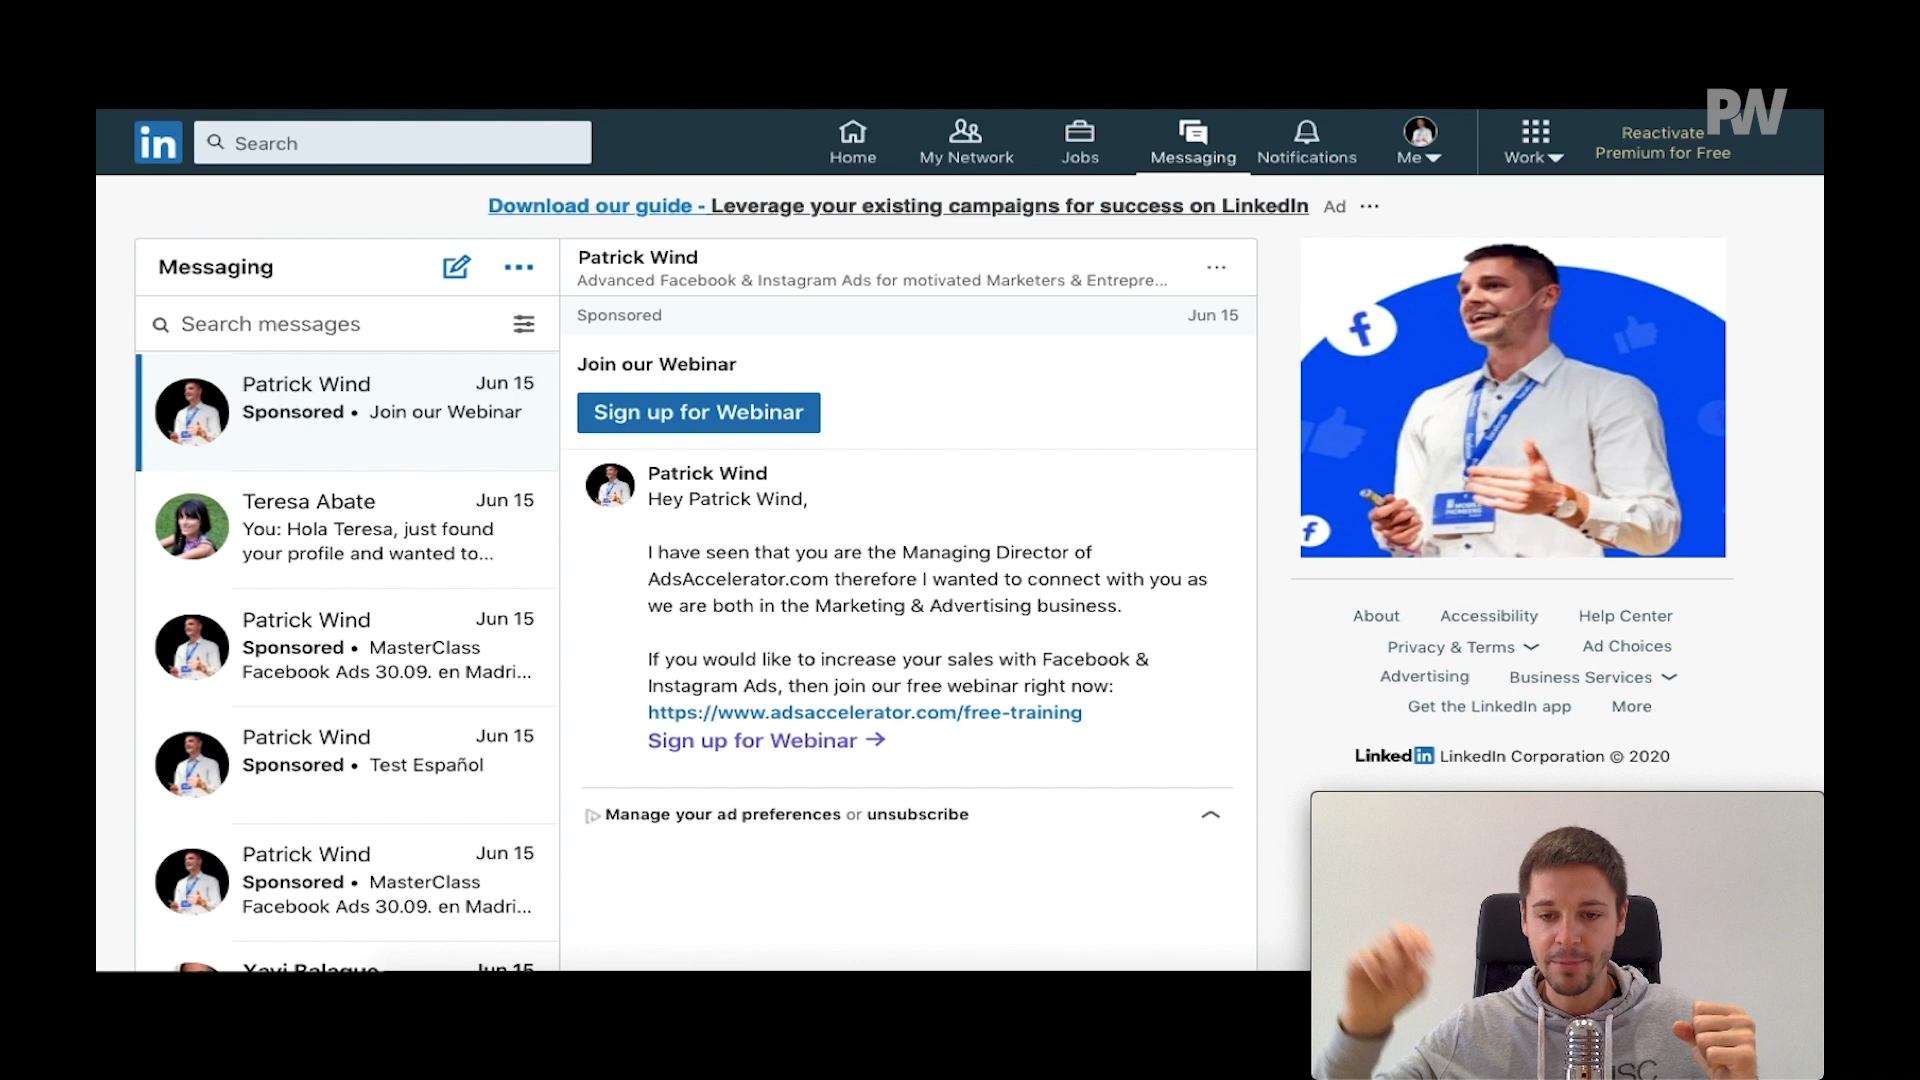 PW
in
Search
Home
My Network
Jobs
Messaging
Notifications
Me
Work
Reactivate
Premium for Free
Download our guide - Leverage your existing campaigns for success on LinkedIn Ad ...
Messaging
Search messages
Patrick Wind Jun 15
Sponsored • Join our Webinar
Teresa Abate Jun 15
You: Hola Teresa, just found
your profile and wanted to...
Patrick Wind Jun 15
Sponsored • MasterClass
Facebook Ads 30.09. en Madri...
Patrick Wind Jun 15
Sponsored • Test Español
Patrick Wind Jun 15
Sponsored • MasterClass
Facebook Ads 30.09. en Madri...
Xavi Balague Jun 15
Patrick Wind
Advanced Facebook & Instagram Ads for motivated Marketers & Entrepre...
Sponsored Jun 15
Join our Webinar
Sign up for Webinar
Patrick Wind
Hey Patrick Wind,
I have seen that you are the Managing Director of
AdsAccelerator.com therefore I wanted to connect with you as
we are both in the Marketing & Advertising business.
If you would like to increase your sales with Facebook &
Instagram Ads, then join our free webinar right now:
https://www.adsaccelerator.com/free-training
Sign up for Webinar →
Manage your ad preferences or unsubscribe
About Accessibility Help Center
Privacy & Terms Ad Choices
Advertising Business Services
Get the LinkedIn app More
Linked in LinkedIn Corporation © 2020